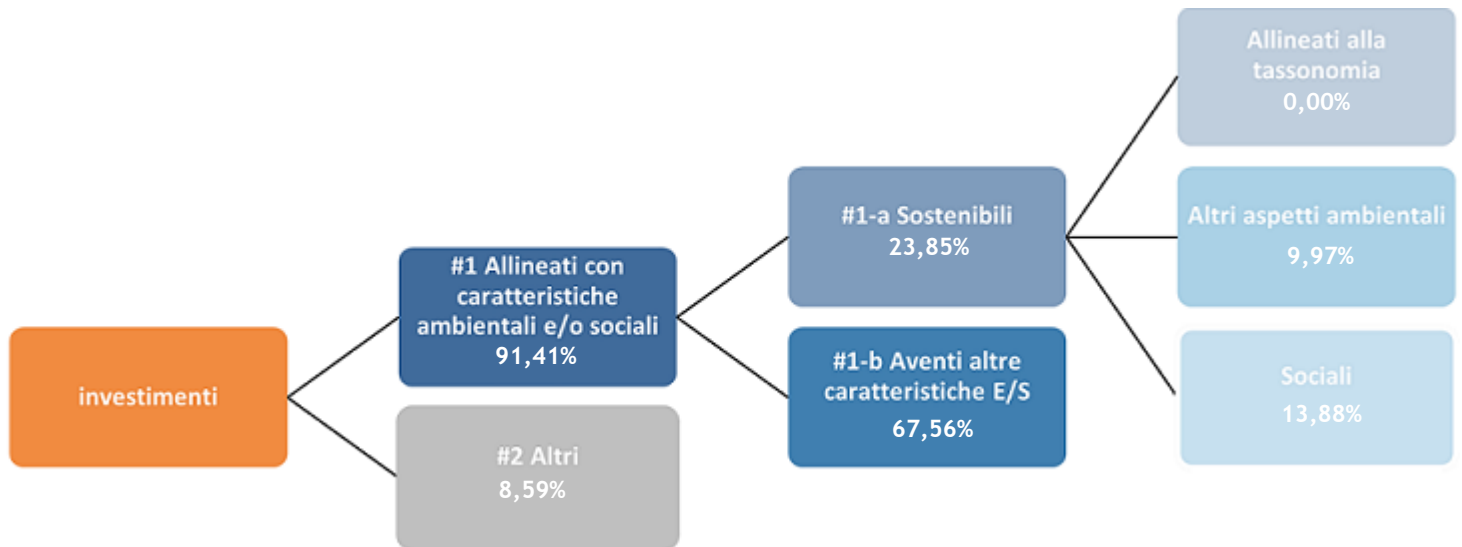 investimenti
#1 Allineati con
caratteristiche
ambientali e/o sociali
91,41%
#2 Altri
8,59%
#1-a Sostenibili
23,85%
#1-b Aventi altre
caratteristiche E/S
67,56%
Allineati alla
tassonomia
0,00%
Altri aspetti ambientali
9,97%
Sociali
13,88%